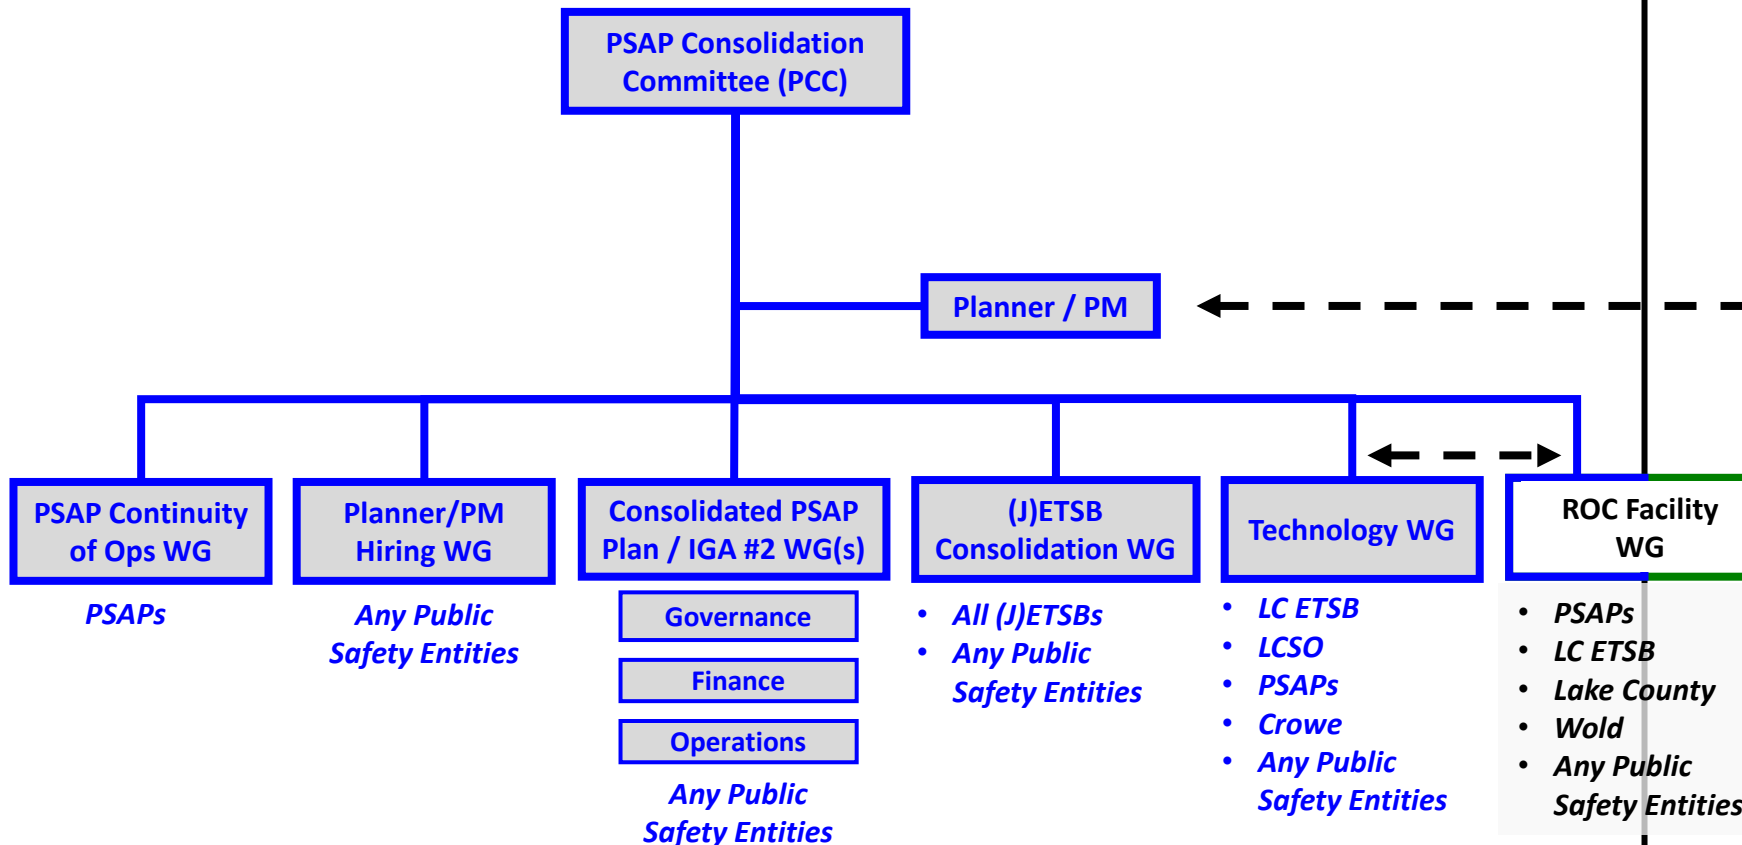 PSAP Consolidation
Committee (PCC)
Planner / PM
PSAP Continuity
of Ops WG
PSAPs
Planner/PM
Hiring WG
Any Public
Safety Entities
Consolidated PSAP
Plan / IGA #2 WG(s)
Governance
Finance
Operations
Any Public
Safety Entities
(J)ETSB
Consolidation WG
• All (J)ETSBs
• Any Public
Safety Entities
Technology WG
• LC ETSB
• LCSO
• PSAPs
• Crowe
• Any Public
Safety Entities
ROC Facility
WG
• PSAPs
• LC ETSB
• Lake County
• Wold
• Any Public
Safety Entities